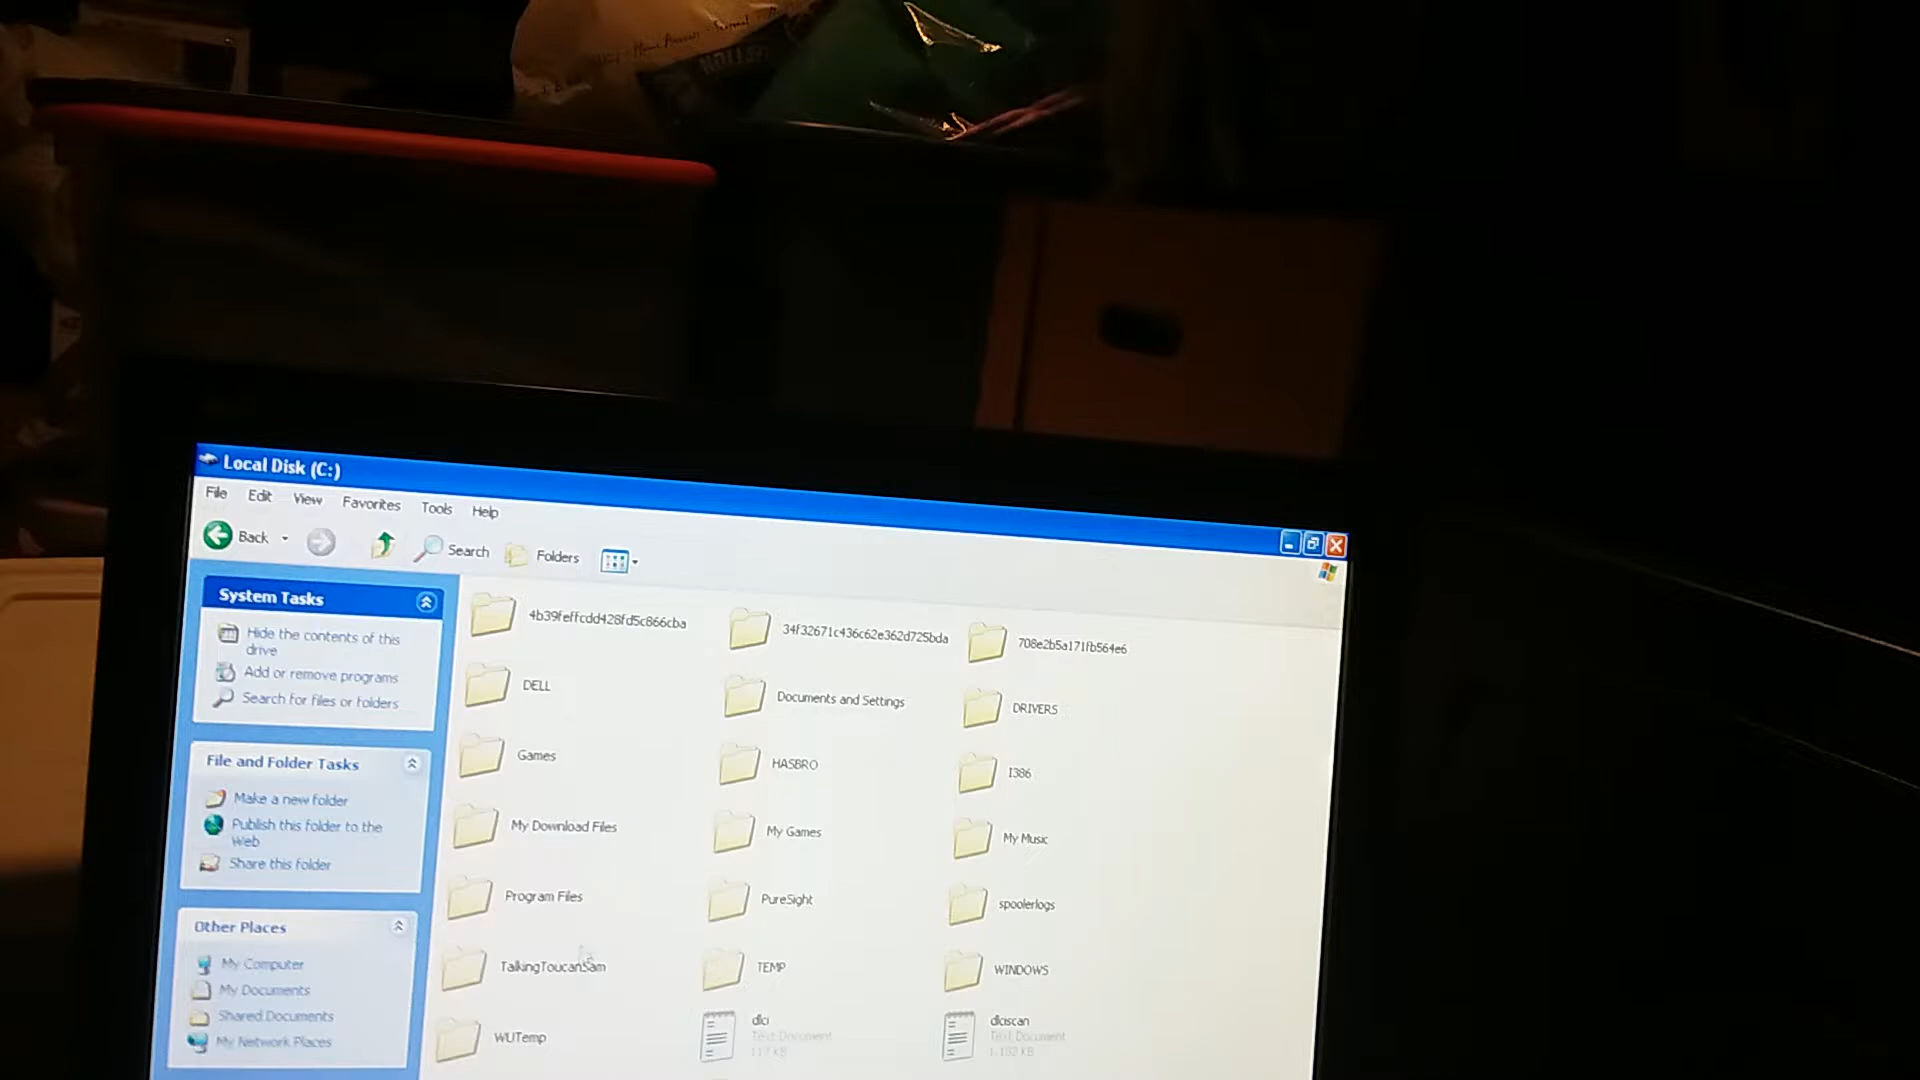 Local Disk (C:)
File Edit View Favorites Tools Help
Back Search Folders
System Tasks
Hide the contents of this
drive
Add or remove programs
Search for files or folders
File and Folder Tasks
Make a new folder
Publish this folder to the
Web
Share this folder
Other Places
My Computer
My Documents
Shared Documents
My Network Places
4b39feffcdd428fd5c866cba 34f32671c436c62e362d725bda 708e2b5a171fb564e6
DELL Documents and Settings DRIVERS
Games HASBRO I386
My Download Files My Games My Music
Program Files PureSight spoolerlogs
TalkingToucanSam TEMP WINDOWS
WUTemp
dlci
Text Document
117 KB
dlciscan
Text Document